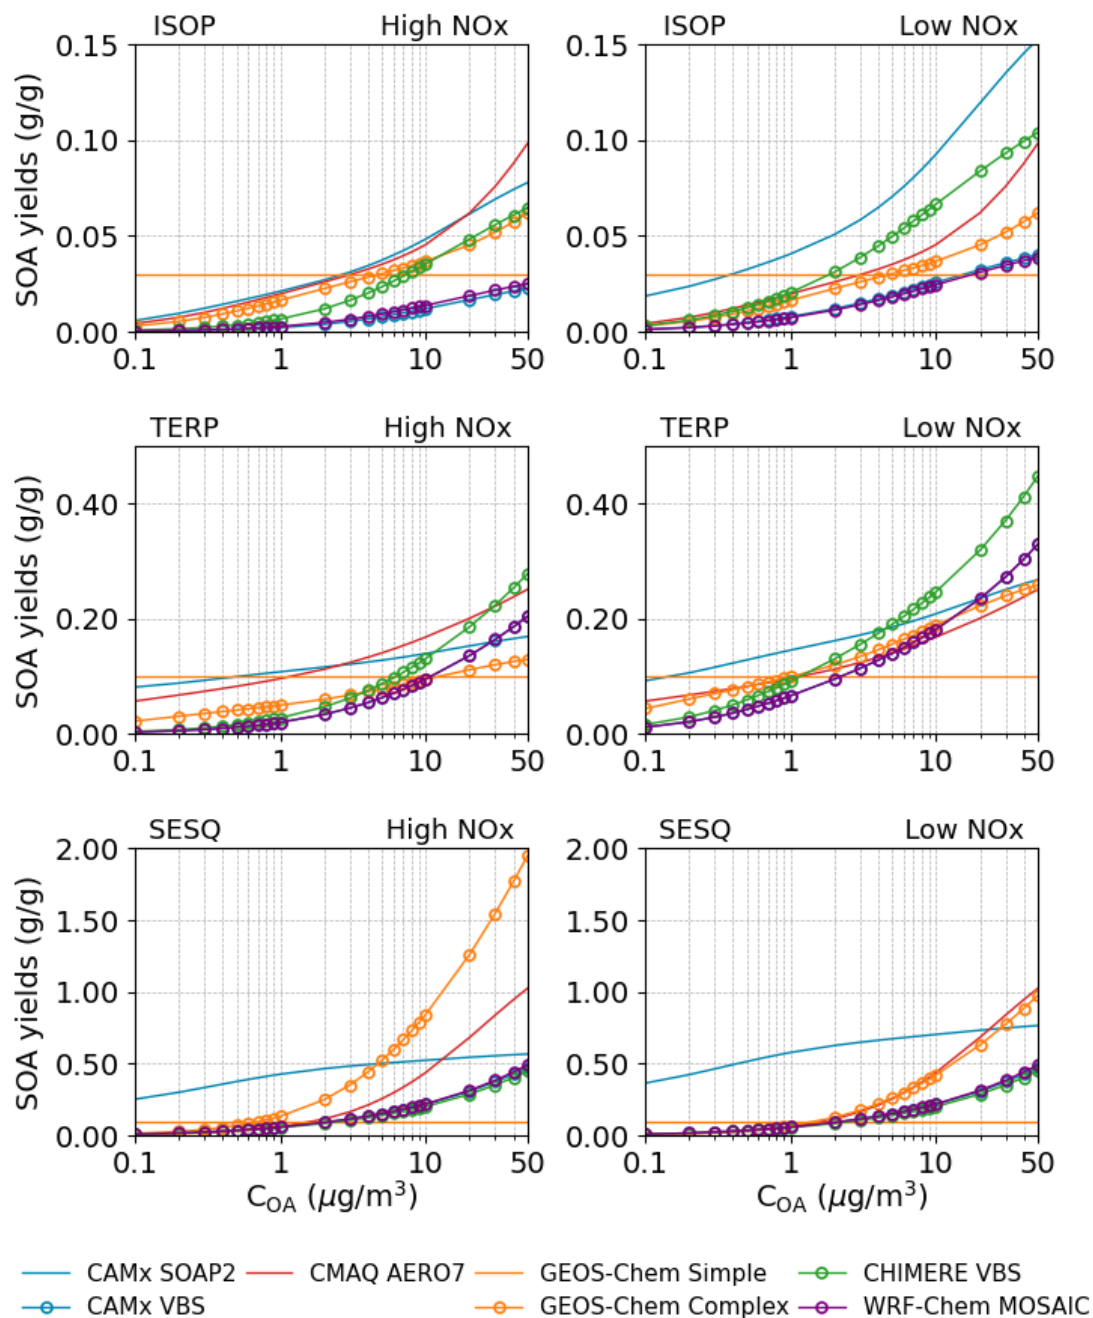 ISOP High NOx ISOP Low NOx
0.15 0.15
0.10 0.10
0.05 0.05
0.00 0.00
SOA yields (g/g)
0.1 1 10 50 0.1 1 10 50
TERP High NOx TERP Low NOx
0.40 0.40
0.20 0.20
0.00 0.00
SOA yields (g/g)
0.1 1 10 50 0.1 1 10 50
SESQ High NOx SESQ Low NOx
2.00 2.00
1.50 1.50
1.00 1.00
0.50 0.50
0.00 0.00
SOA yields (g/g)
0.1 1 10 50 0.1 1 10 50
C_OA (μg/m³) C_OA (μg/m³)
CAMx SOAP2 CMAQ AERO7 GEOS-Chem Simple CHIMERE VBS
CAMx VBS GEOS-Chem Complex WRF-Chem MOSAIC